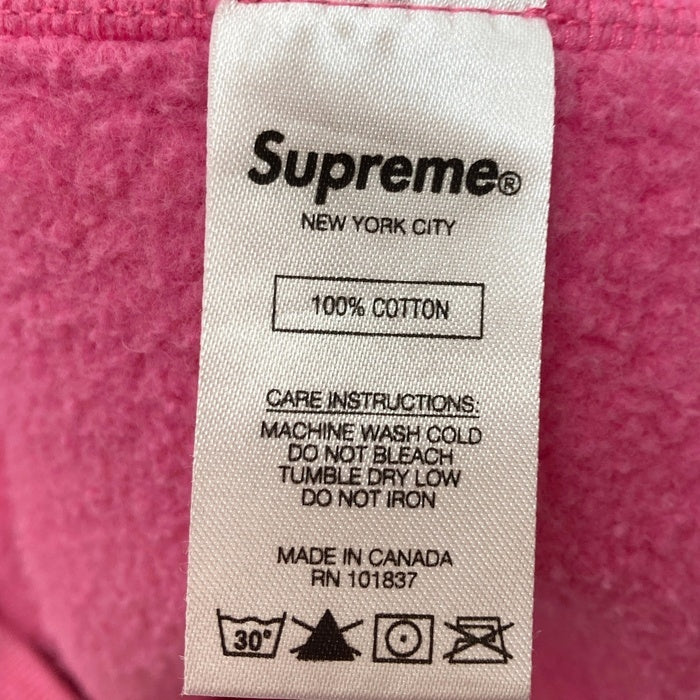 Supreme®
NEW YORK CITY
100% COTTON
CARE INSTRUCTIONS:
MACHINE WASH COLD
DO NOT BLEACH
TUMBLE DRY LOW
DO NOT IRON
MADE IN CANADA
RN 101837
30°